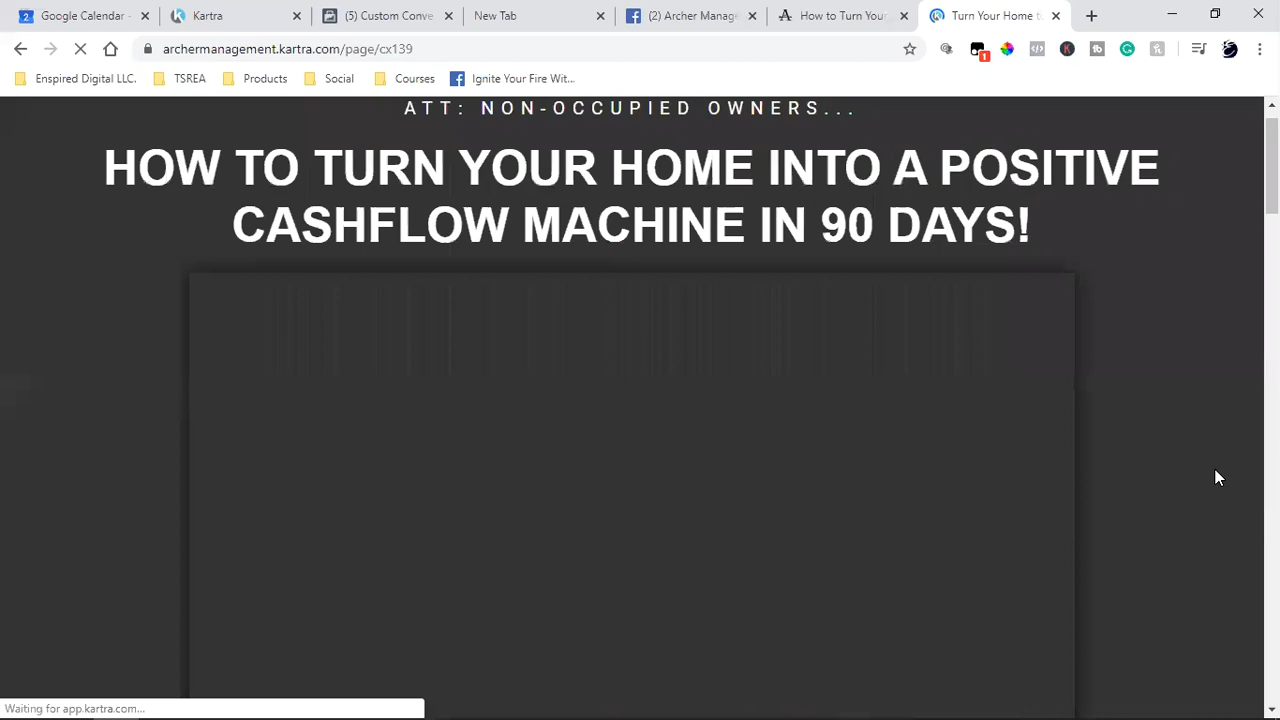 Google Calendar -
Kartra
(5) Custom Conve
New Tab
(2) Archer Manage
How to Turn Your
Turn Your Home to
archermanagement.kartra.com/page/cx139
Enspired Digital LLC.
TSREA
Products
Social
Courses
Ignite Your Fire Wit...
ATT: NON-OCCUPIED OWNERS...
HOW TO TURN YOUR HOME INTO A POSITIVE
CASHFLOW MACHINE IN 90 DAYS!
Waiting for app.kartra.com...